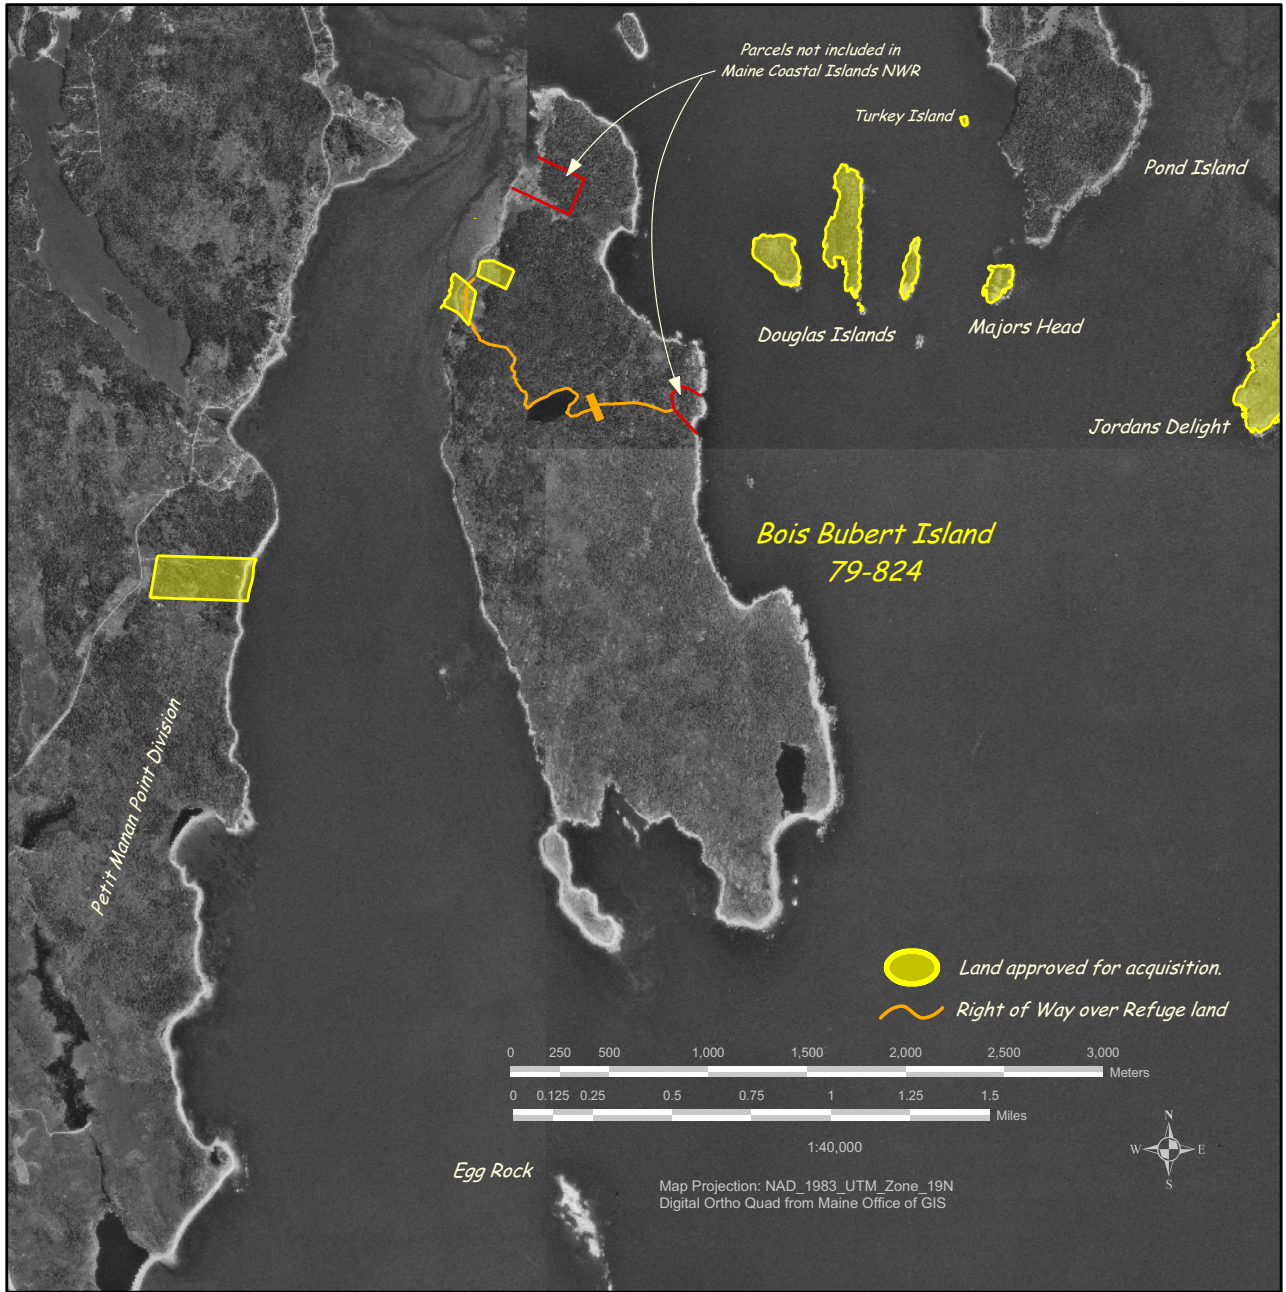 Parcels not included in
Maine Coastal Islands NWR
Turkey Island
Pond Island
Douglas Islands
Majors Head
Jordans Delight
Bois Bubert Island
79-824
Petit Manan Point Division
Land approved for acquisition.
Right of Way over Refuge land
0 250 500 1,000 1,500 2,000 2,500 3,000
Meters
0 0.125 0.25 0.5 0.75 1 1.25 1.5
Miles
1:40,000
N
W E
S
Egg Rock
Map Projection: NAD_1983_UTM_Zone_19N
Digital Ortho Quad from Maine Office of GIS